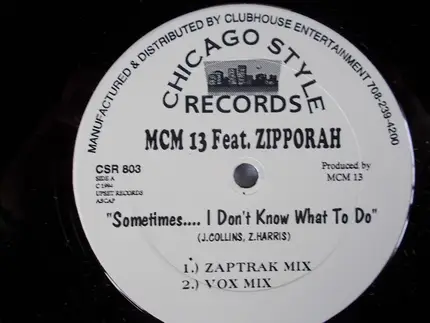 MANUFACTURED & DISTRIBUTED BY CLUBHOUSE ENTERTAINMENT 708-239-4200
CHICAGO STYLE
RECORDS
MCM 13 Feat. ZIPPORAH
CSR 803
SIDE A
C 1994
UPSET RECORDS
ASCAP
Produced by
MCM 13
"Sometimes.... I Don't Know What To Do"
(J.COLLINS, Z.HARRIS)
1.) ZAPTRAK MIX
2.) VOX MIX